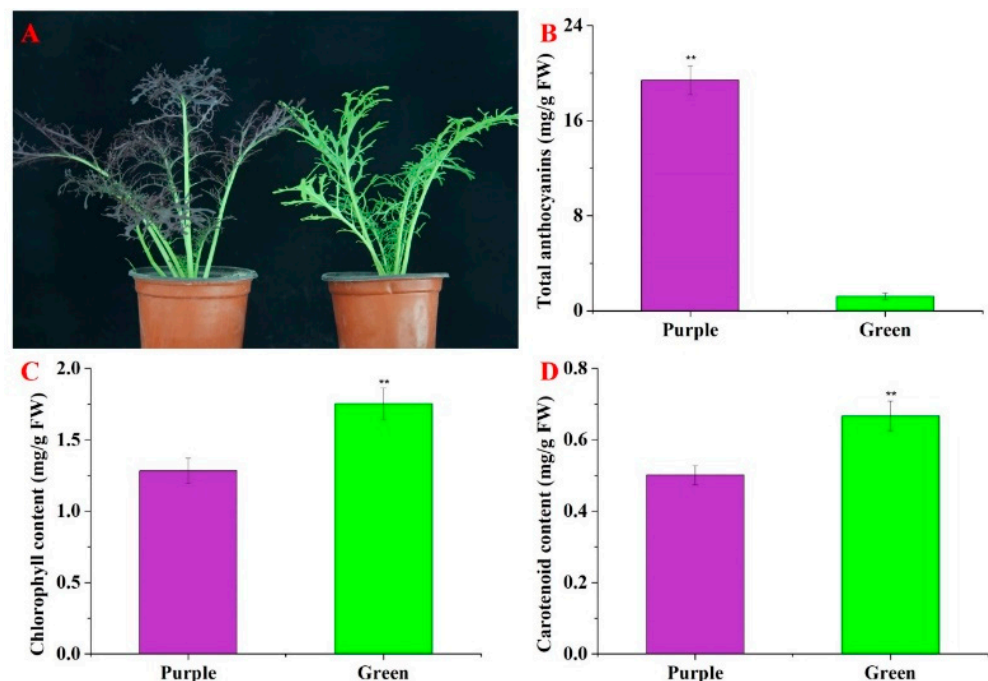 A
B
Total anthocyanins (mg/g FW)
24
16
8
0
**
Purple
Green
C
Chlorophyll content (mg/g FW)
2.0
1.5
1.0
0.5
0.0
**
Purple
Green
D
Carotenoid content (mg/g FW)
0.8
0.6
0.4
0.2
0.0
**
Purple
Green